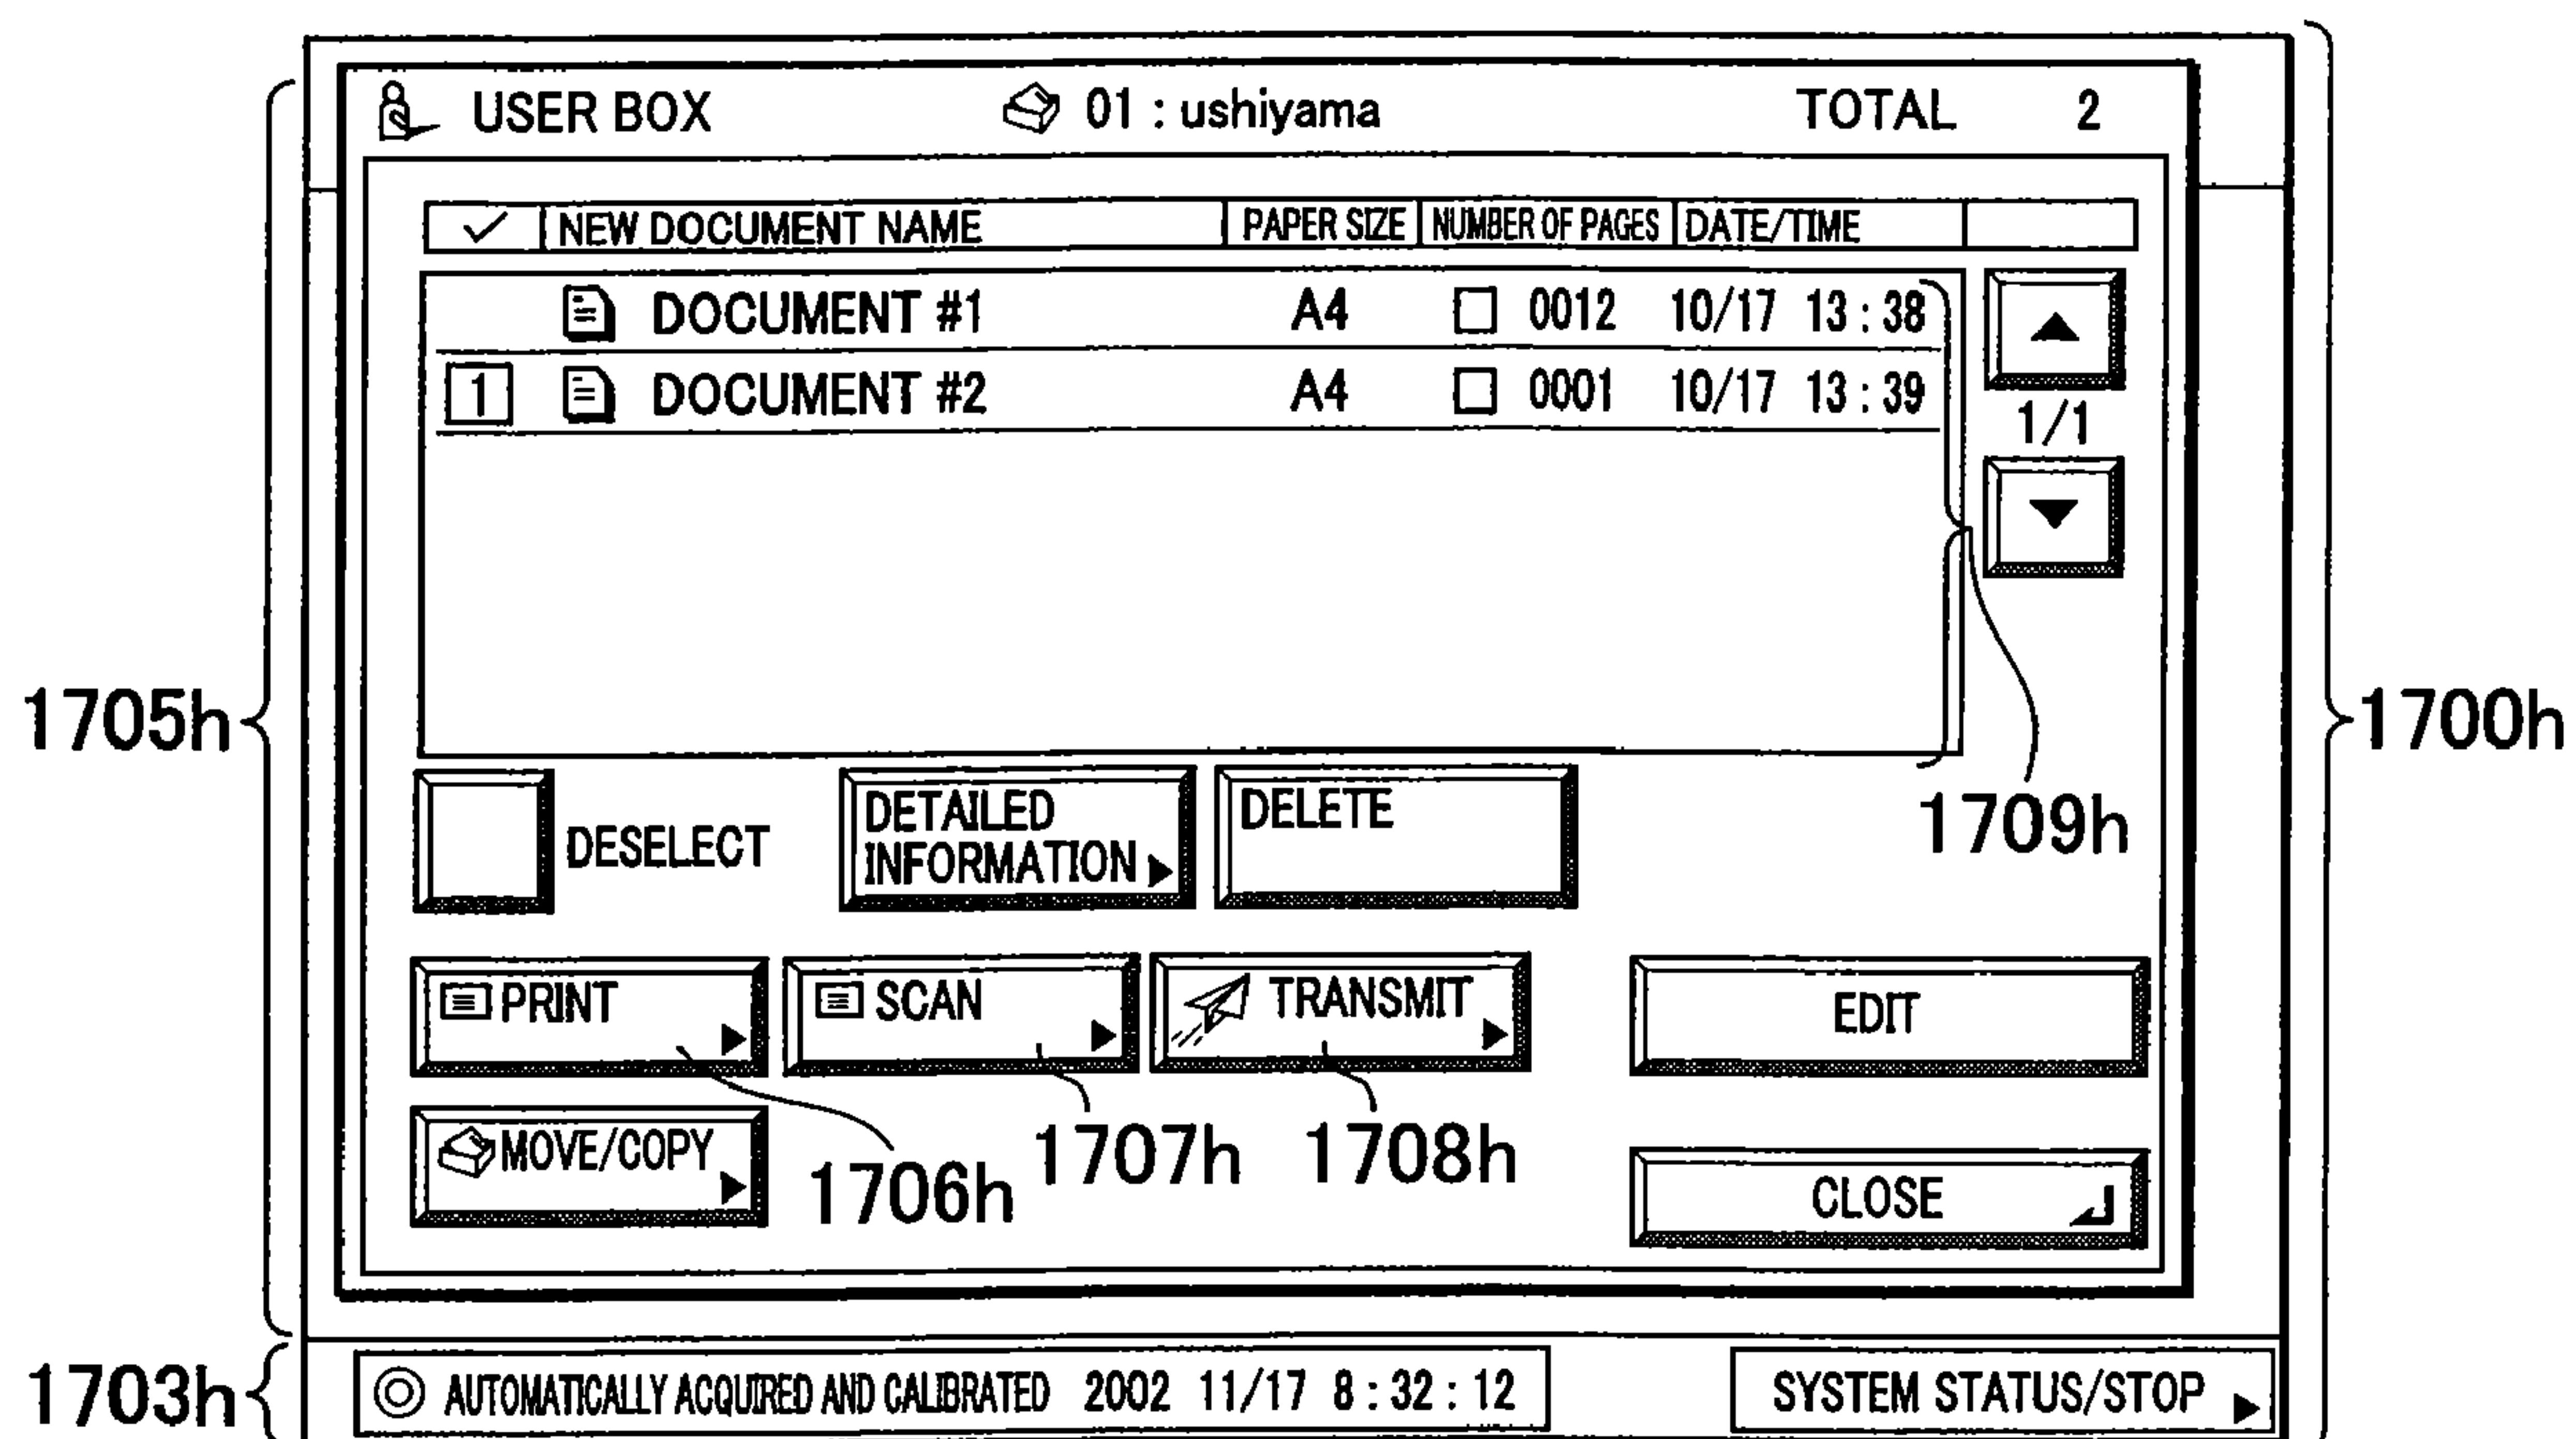 USER BOX 01 : ushiyama TOTAL 2
NEW DOCUMENT NAME PAPER SIZE NUMBER OF PAGES DATE/TIME
DOCUMENT #1 A4 0012 10/17 13 : 38
1 DOCUMENT #2 A4 0001 10/17 13 : 39
1/1
1705h
1700h
DESELECT
DETAILED
INFORMATION
DELETE
1709h
PRINT
SCAN
TRANSMIT
EDIT
MOVE/COPY
1706h
1707h
1708h
CLOSE
1703h
AUTOMATICALLY ACQUIRED AND CALIBRATED 2002 11/17 8 : 32 : 12
SYSTEM STATUS/STOP